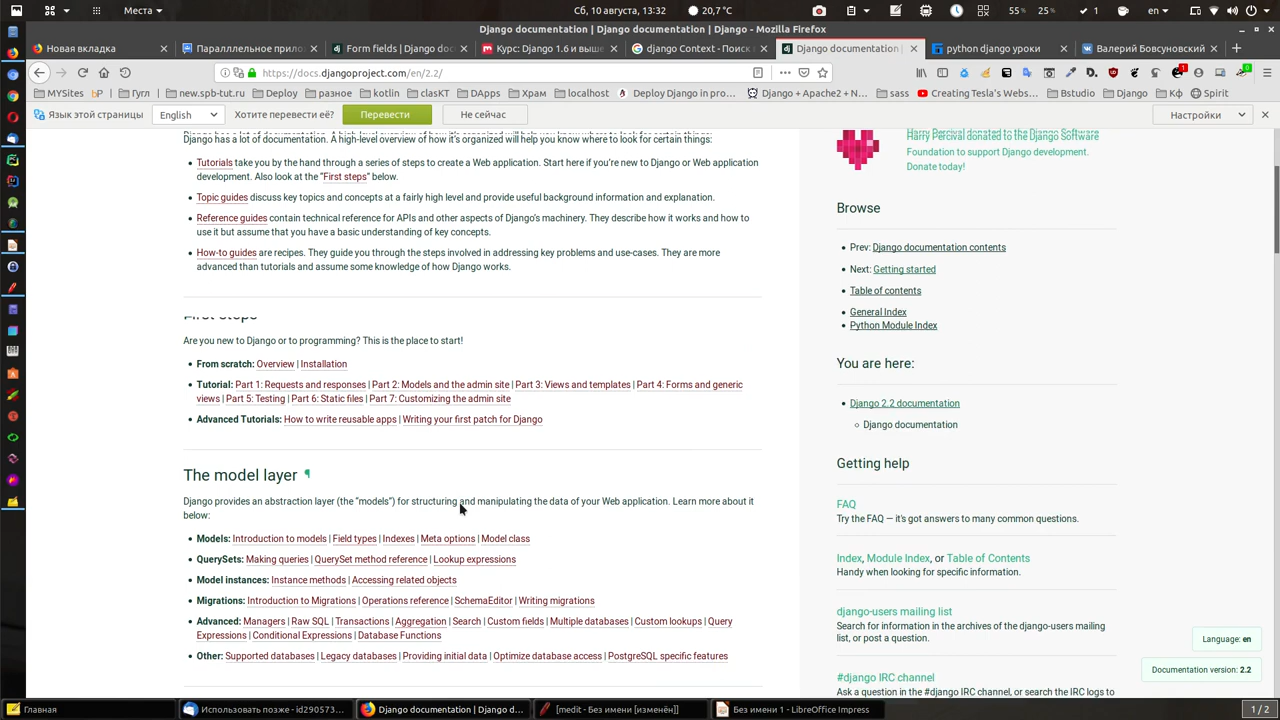 Места
Сб, 10 августа, 13:32
20,7 °C
55 %
25 %
1
en
Django documentation | Django documentation | Django - Mozilla Firefox
Новая вкладка
Параллельное прило
Form fields | Django doc
Курс: Django 1.6 и выше
django Context - Поиск
Django documentation |
python django уроки
Валерий Бовсуновский
https://docs.djangoproject.com/en/2.2/
MYSites
bP
Гугл
new.spb-tut.ru
Deploy
разное
kotlin
clasKT
DApps
Храм
localhost
Deploy Django in pro…
Django + Apache2 + N…
sass
Creating Tesla's Webs…
Bstudio
Django
Кф
Spirit
Язык этой страницы
English
Хотите перевести её?
Перевести
Не сейчас
Настройки
Django has a lot of documentation. A high-level overview of how it's organized will help you know where to look for certain things:
Tutorials take you by the hand through a series of steps to create a Web application. Start here if you're new to Django or Web application
development. Also look at the "First steps" below.
Topic guides discuss key topics and concepts at a fairly high level and provide useful background information and explanation.
Reference guides contain technical reference for APIs and other aspects of Django's machinery. They describe how it works and how to
use it but assume that you have a basic understanding of key concepts.
How-to guides are recipes. They guide you through the steps involved in addressing key problems and use-cases. They are more
advanced than tutorials and assume some knowledge of how Django works.
First steps
Are you new to Django or to programming? This is the place to start!
From scratch: Overview | Installation
Tutorial: Part 1: Requests and responses | Part 2: Models and the admin site | Part 3: Views and templates | Part 4: Forms and generic
views | Part 5: Testing | Part 6: Static files | Part 7: Customizing the admin site
Advanced Tutorials: How to write reusable apps | Writing your first patch for Django
The model layer ¶
Django provides an abstraction layer (the "models") for structuring and manipulating the data of your Web application. Learn more about it
below:
Models: Introduction to models | Field types | Indexes | Meta options | Model class
QuerySets: Making queries | QuerySet method reference | Lookup expressions
Model instances: Instance methods | Accessing related objects
Migrations: Introduction to Migrations | Operations reference | SchemaEditor | Writing migrations
Advanced: Managers | Raw SQL | Transactions | Aggregation | Search | Custom fields | Multiple databases | Custom lookups | Query
Expressions | Conditional Expressions | Database Functions
Other: Supported databases | Legacy databases | Providing initial data | Optimize database access | PostgreSQL specific features
Harry Percival donated to the Django Software
Foundation to support Django development.
Donate today!
Browse
Prev: Django documentation contents
Next: Getting started
Table of contents
General Index
Python Module Index
You are here:
Django 2.2 documentation
Django documentation
Getting help
FAQ
Try the FAQ — it's got answers to many common questions.
Index, Module Index, or Table of Contents
Handy when looking for specific information.
django-users mailing list
Search for information in the archives of the django-users mailing
list, or post a question.
#django IRC channel
Ask a question in the #django IRC channel, or search the IRC logs to
Language: en
Documentation version: 2.2
Главная
Модели? Использовать
Django documentation | Django d…
[medit - Без имени [изменён]]
Без имени 1 - LibreOffice Impress
1 / 2